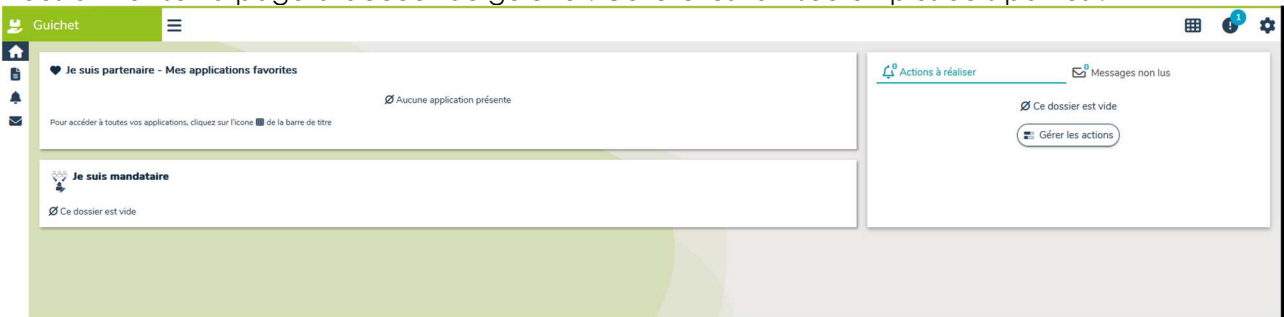 Guichet
1
Je suis partenaire - Mes applications favorites
Aucune application présente
Pour accéder à toutes vos applications, cliquez sur l'icone de la barre de titre
Je suis mandataire
Ce dossier est vide
0 Actions à réaliser
0 Messages non lus
Ce dossier est vide
Gérer les actions